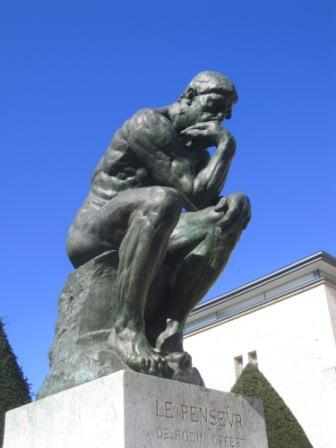 LE PENSEVR
DE RODIN OFFERT